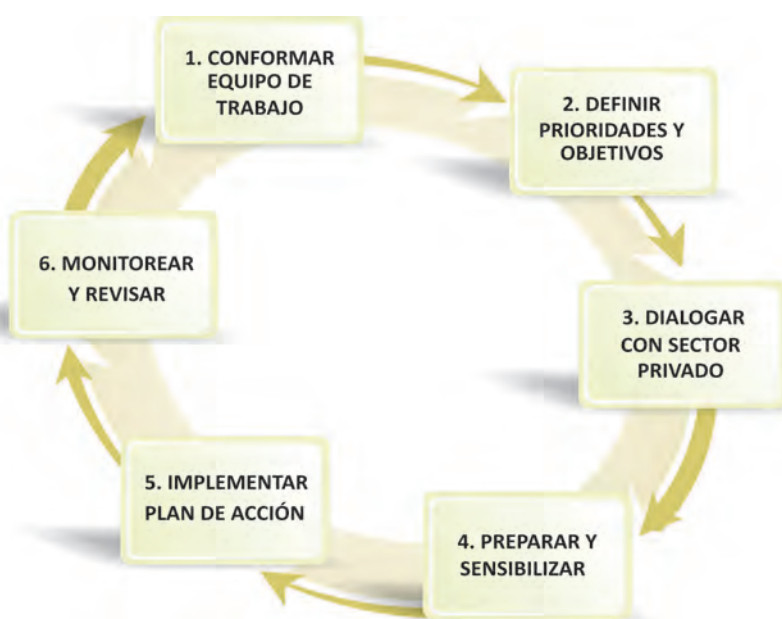 1. CONFORMAR
EQUIPO DE
TRABAJO
2. DEFINIR
PRIORIDADES Y
OBJETIVOS
3. DIALOGAR
CON SECTOR
PRIVADO
4. PREPARAR Y
SENSIBILIZAR
5. IMPLEMENTAR
PLAN DE ACCIÓN
6. MONITOREAR
Y REVISAR